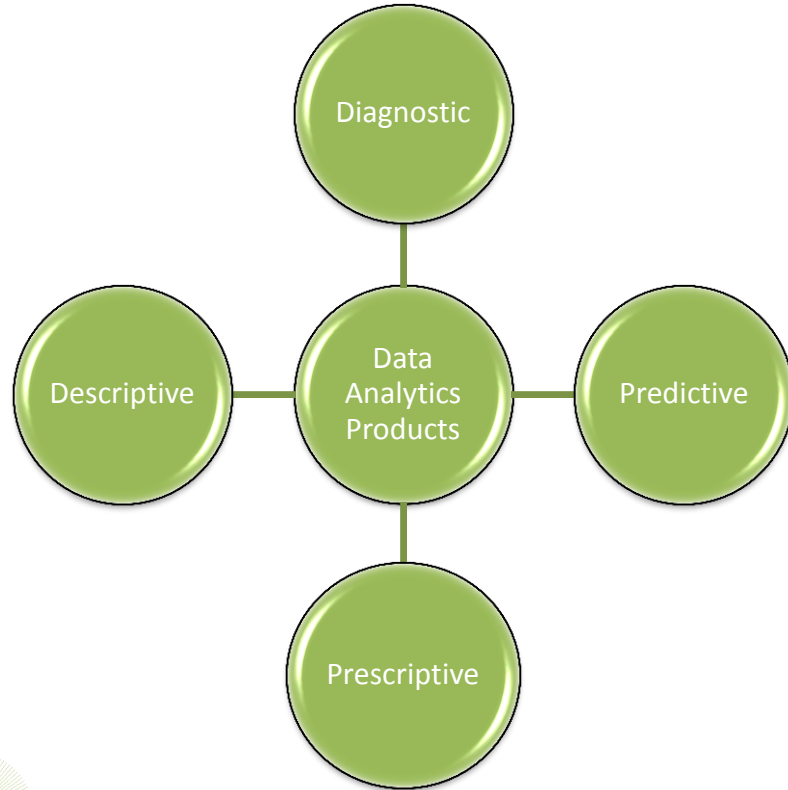 Diagnostic
Descriptive
Data
Analytics
Products
Predictive
Prescriptive